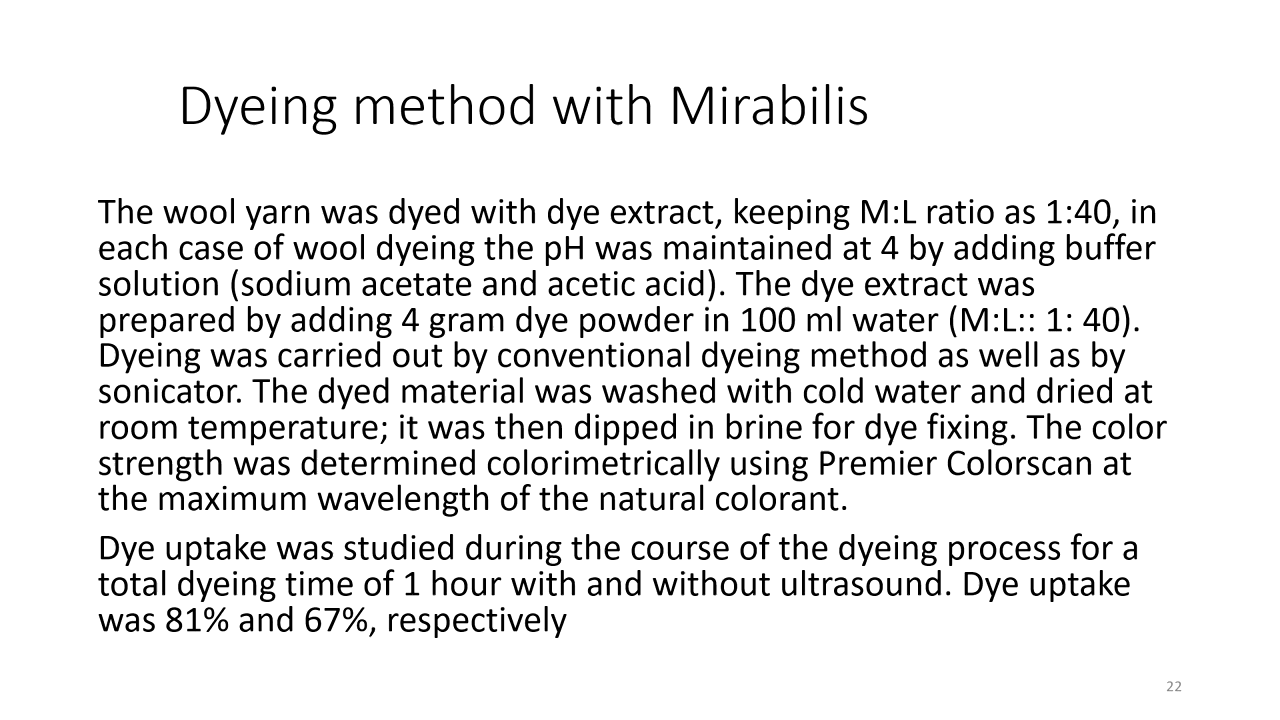 Dyeing method with Mirabilis
The wool yarn was dyed with dye extract, keeping M:L ratio as 1:40, in
each case of wool dyeing the pH was maintained at 4 by adding buffer
solution (sodium acetate and acetic acid). The dye extract was
prepared by adding 4 gram dye powder in 100 ml water (M:L:: 1: 40).
Dyeing was carried out by conventional dyeing method as well as by
sonicator. The dyed material was washed with cold water and dried at
room temperature; it was then dipped in brine for dye fixing. The color
strength was determined colorimetrically using Premier Colorscan at
the maximum wavelength of the natural colorant.
Dye uptake was studied during the course of the dyeing process for a
total dyeing time of 1 hour with and without ultrasound. Dye uptake
was 81% and 67%, respectively
22